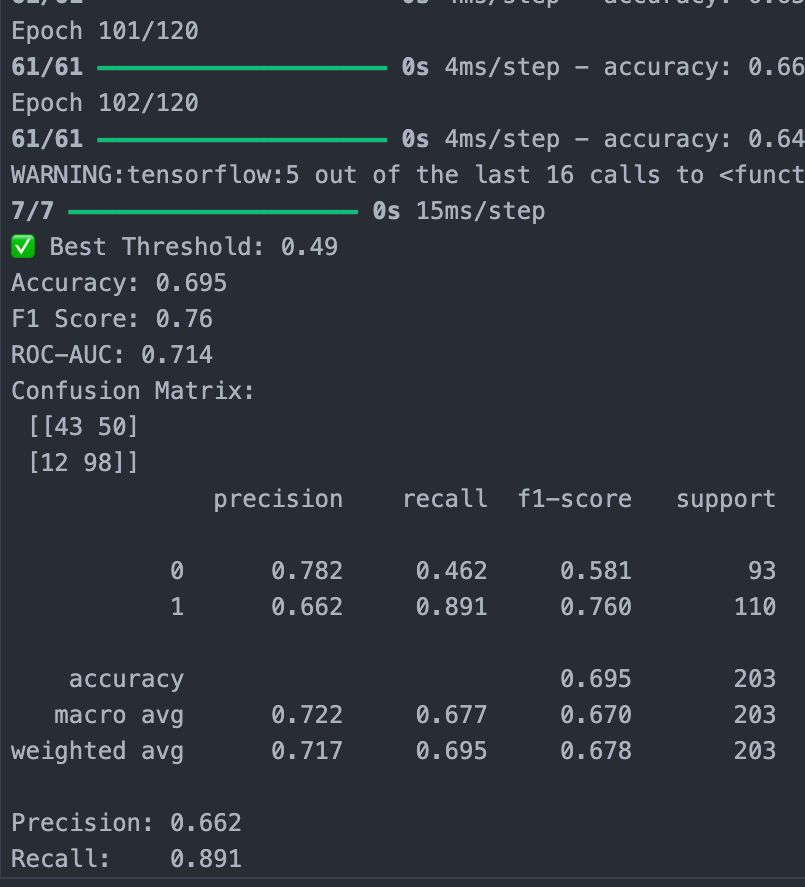 Epoch 101/120
61/61 ━━━━━━━━━━━━━━━━━━━━ 0s 4ms/step - accuracy: 0.66
Epoch 102/120
61/61 ━━━━━━━━━━━━━━━━━━━━ 0s 4ms/step - accuracy: 0.64
WARNING:tensorflow:5 out of the last 16 calls to <funct
7/7 ━━━━━━━━━━━━━━━━━━━━ 0s 15ms/step
✅ Best Threshold: 0.49
Accuracy: 0.695
F1 Score: 0.76
ROC-AUC: 0.714
Confusion Matrix:
[[43 50]
[12 98]]
precision recall f1-score support
0 0.782 0.462 0.581 93
1 0.662 0.891 0.760 110
accuracy 0.695 203
macro avg 0.722 0.677 0.670 203
weighted avg 0.717 0.695 0.678 203
Precision: 0.662
Recall: 0.891